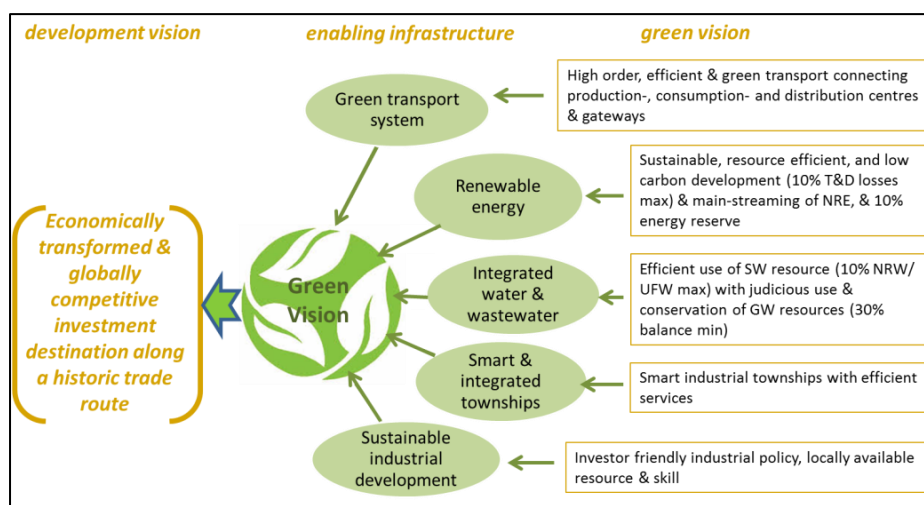 development vision
enabling infrastructure
green vision
Green transport
system
High order, efficient & green transport connecting
production-, consumption- and distribution centres
& gateways
Renewable
energy
Sustainable, resource efficient, and low
carbon development (10% T&D losses
max) & main-streaming of NRE, & 10%
energy reserve
Economically
transformed &
globally
competitive
investment
destination along
a historic trade
route
Green
Vision
Integrated
water &
wastewater
Efficient use of SW resource (10% NRW/
UFW max) with judicious use &
conservation of GW resources (30%
balance min)
Smart &
integrated
townships
Smart industrial townships with efficient
services
Sustainable
industrial
development
Investor friendly industrial policy, locally available
resource & skill